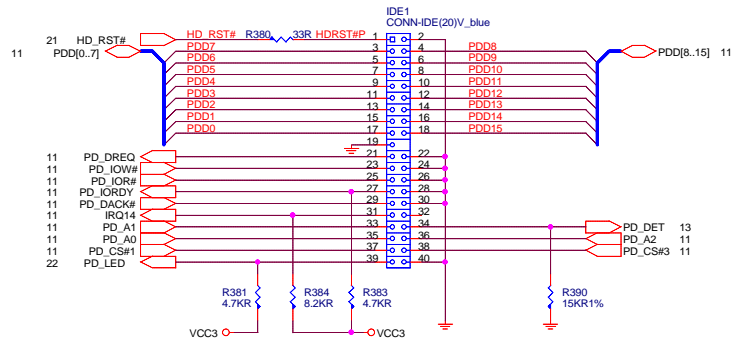 IDE1
CONN-IDE(20)V_blue
21 HD_RST# HD_RST# R380 33R HDRST#P 1 2
11 PDD[0..7] PDD7 3 4 PDD8 PDD[8..15] 11
PDD6 5 6 PDD9
PDD5 7 8 PDD10
PDD4 9 10 PDD11
PDD3 11 12 PDD12
PDD2 13 14 PDD13
PDD1 15 16 PDD14
PDD0 17 18 PDD15
19
11 PD_DREQ 21 22
11 PD_IOW# 23 24
11 PD_IOR# 25 26
11 PD_IORDY 27 28
11 PD_DACK# 29 30
11 IRQ14 31 32
11 PD_A1 33 34 PD_DET 13
11 PD_A0 35 36 PD_A2 11
11 PD_CS#1 37 38 PD_CS#3 11
22 PD_LED 39 40
R381 R384 R383 R390
4.7KR 8.2KR 4.7KR 15KR1%
VCC3 VCC3